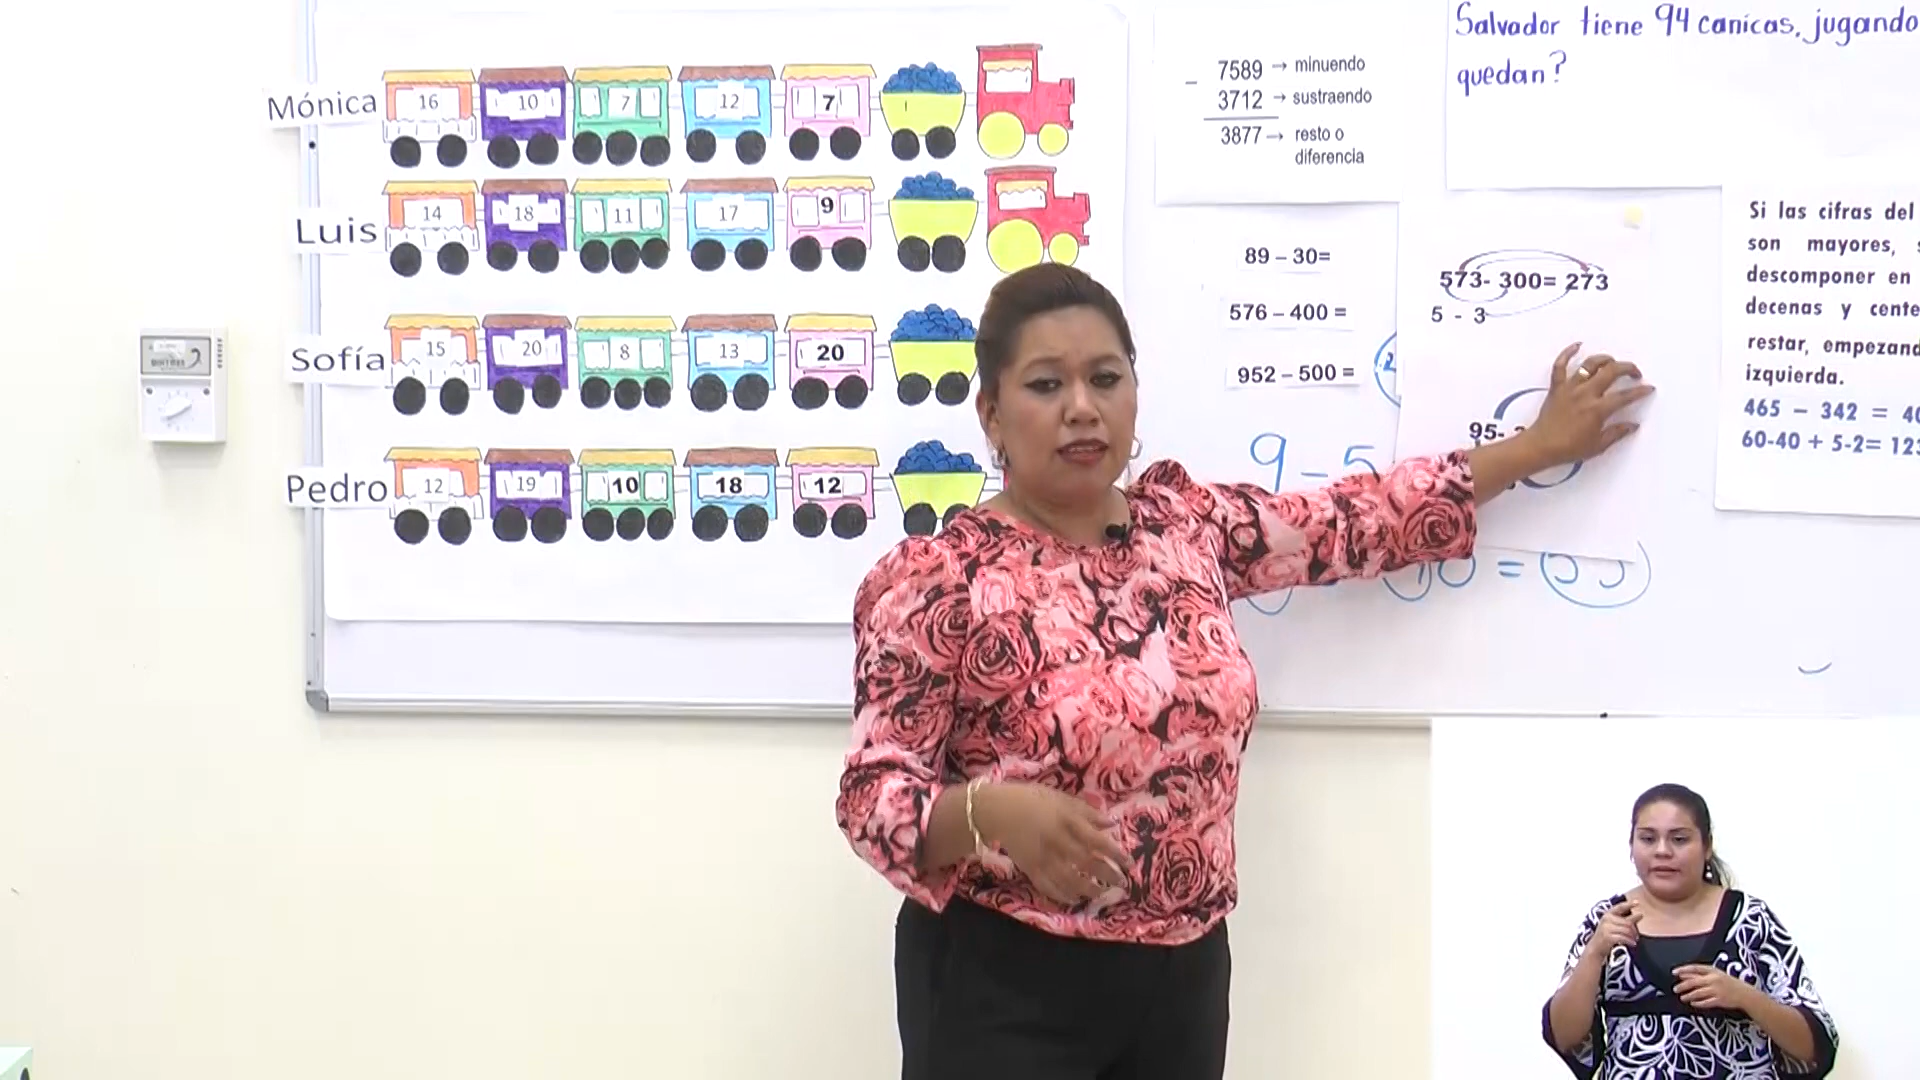 Mónica 16 10 7 12 7
Luis 14 18 11 17 9
Sofía 15 20 8 13 20
Pedro 12 19 10 18 12
- 7589 → minuendo
3712 → sustraendo
3877 → resto o
diferencia
89 – 30=
576 – 400 =
952 – 500 =
9 – 5
=
Salvador tiene 94 canicas, jugando
quedan?
573- 300= 273
5 - 3
95-
Si las cifras del
son mayores,
descomponer en
decenas y
restar,
izquierda.
465 – 342 =
60-40 + 5-2=